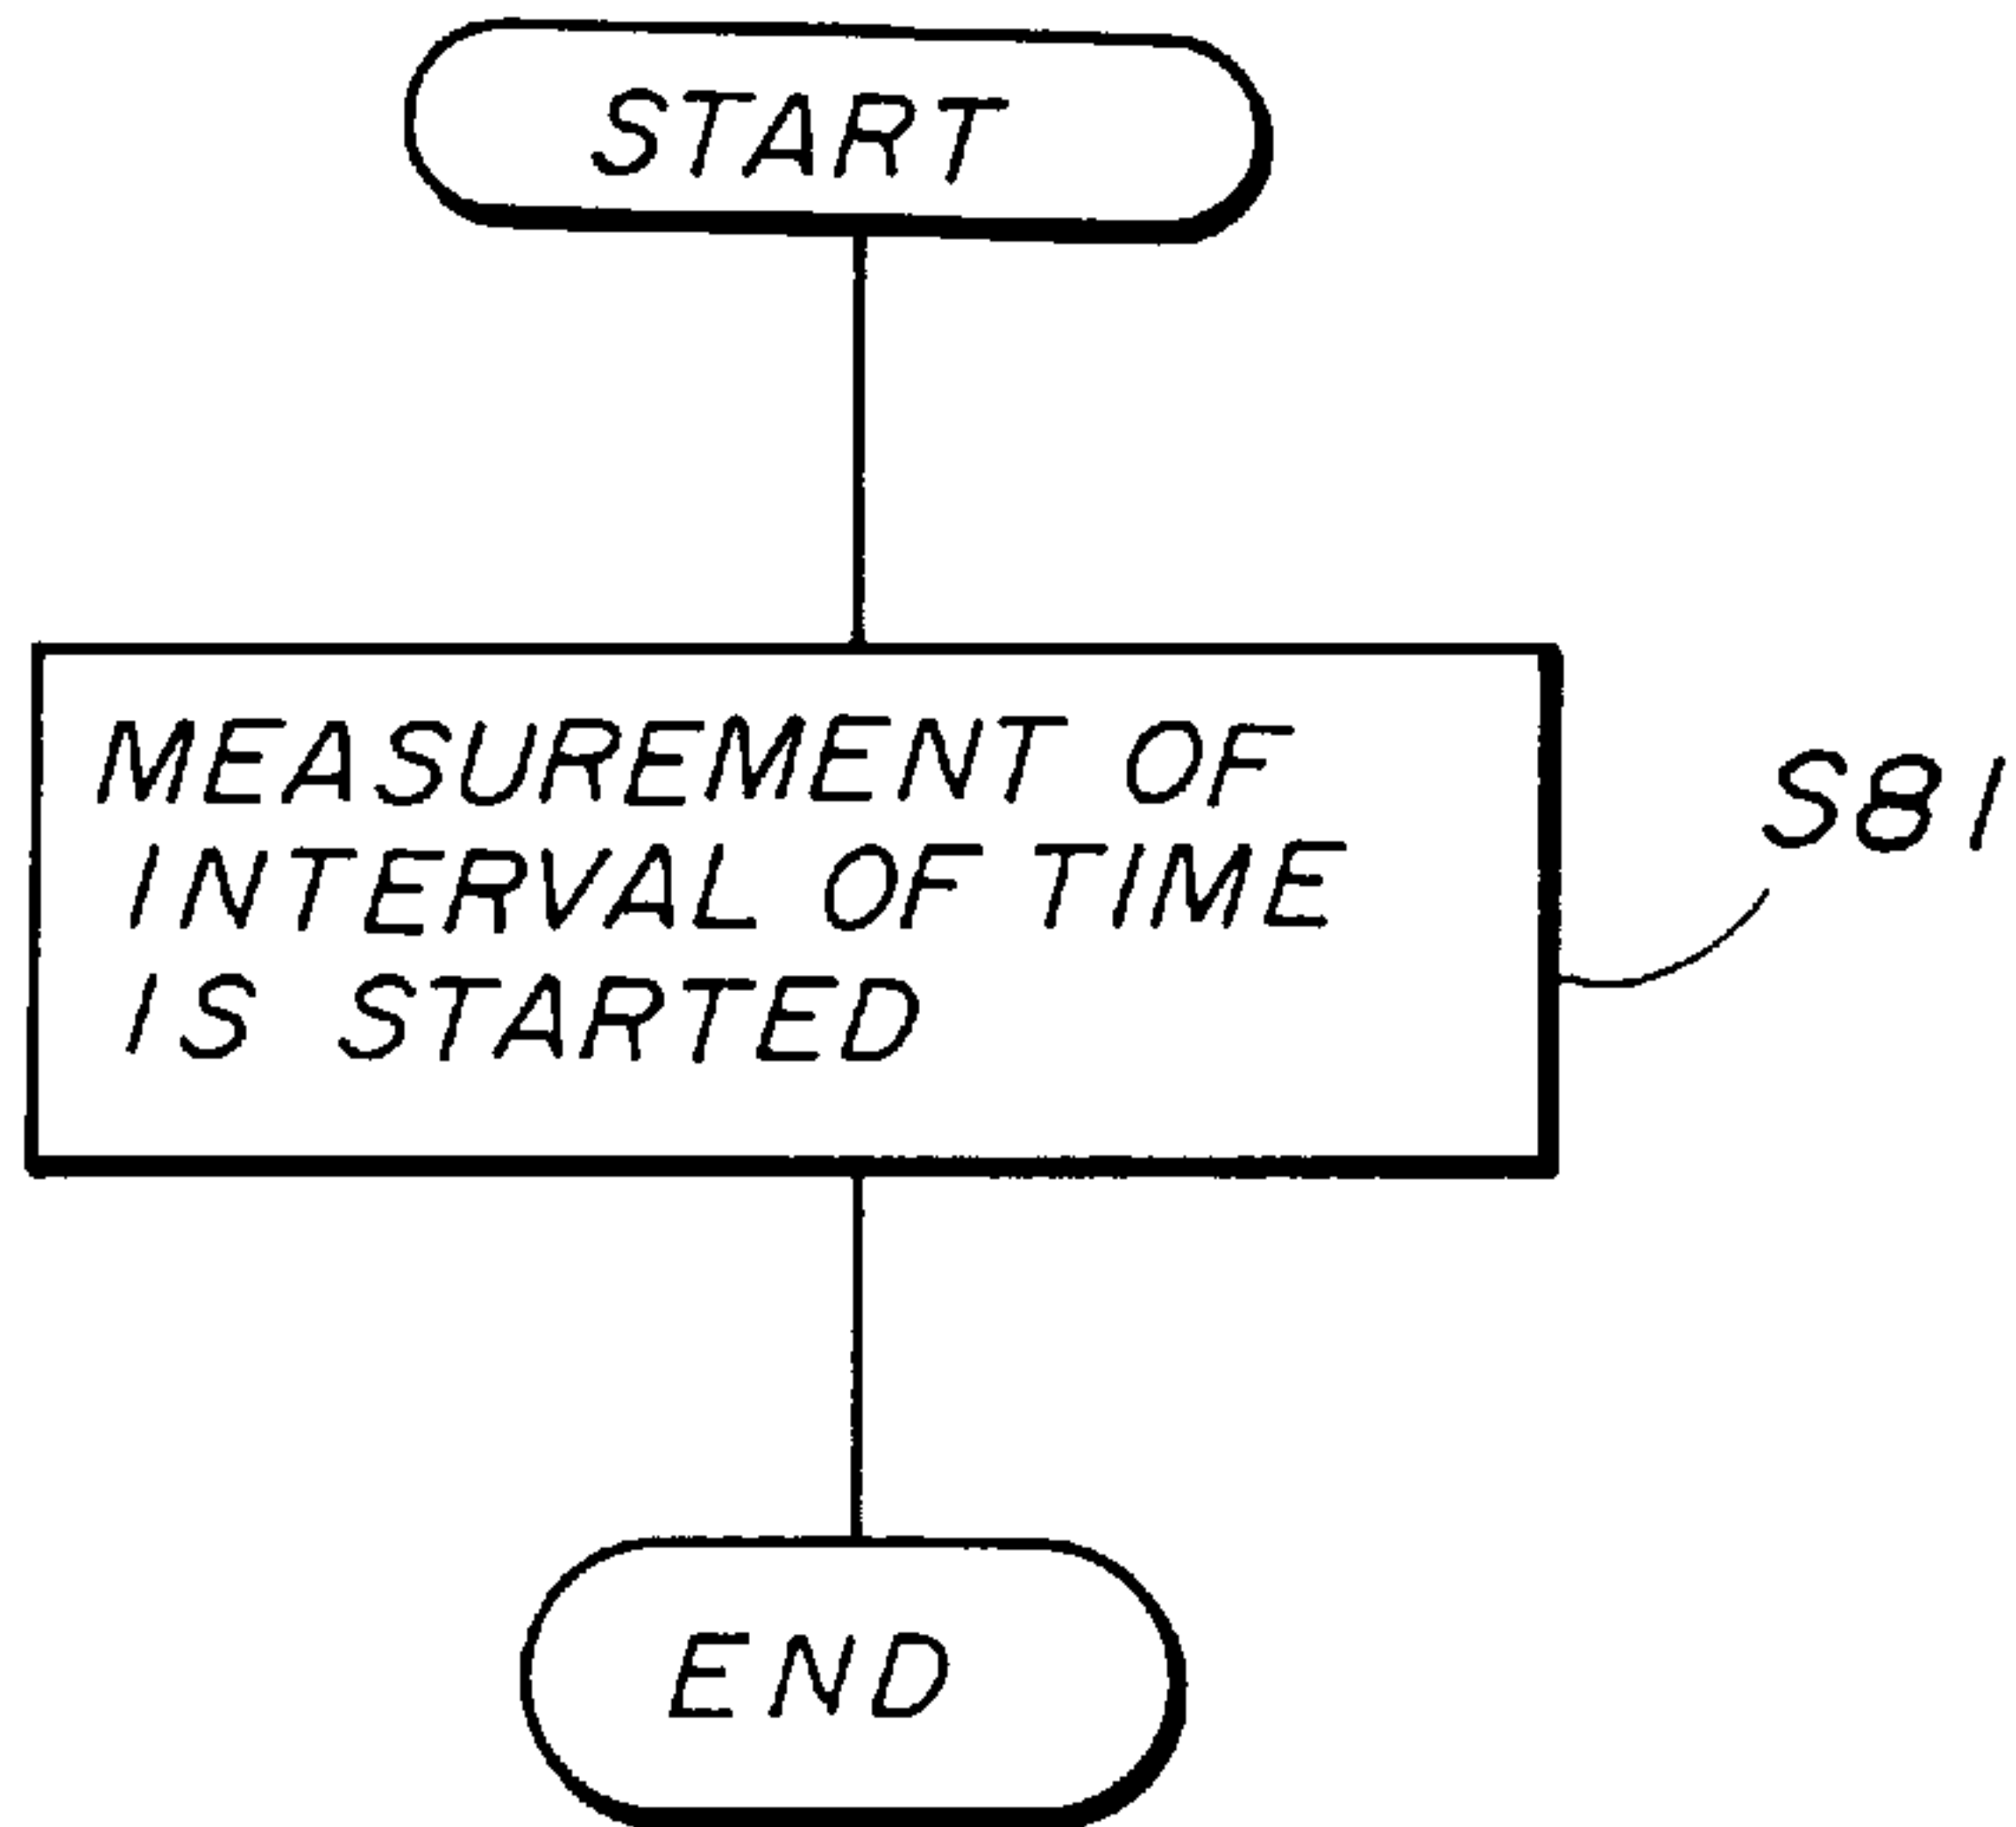 START
MEASUREMENT OF
INTERVAL OF TIME
IS STARTED
S81
END